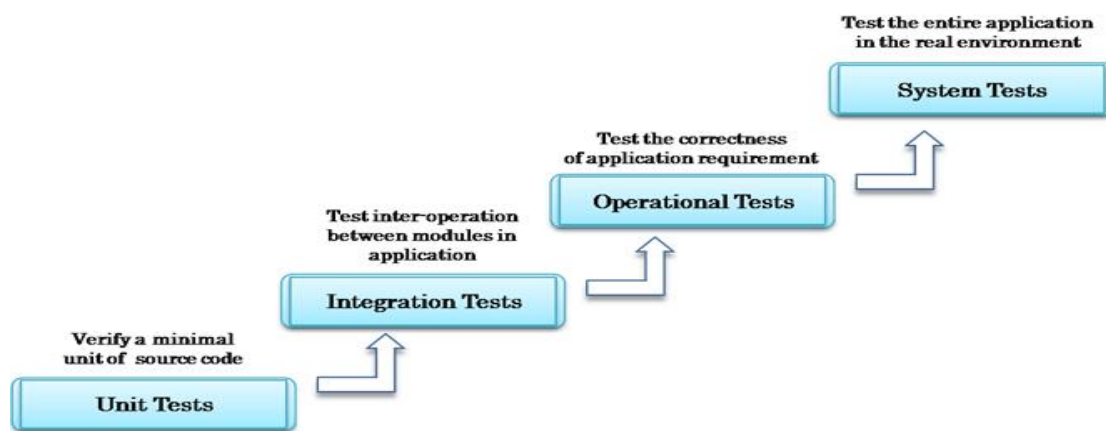 Test the entire application
in the real environment
System Tests
Test the correctness
of application requirement
Operational Tests
Test inter-operation
between modules in
application
Integration Tests
Verify a minimal
unit of source code
Unit Tests